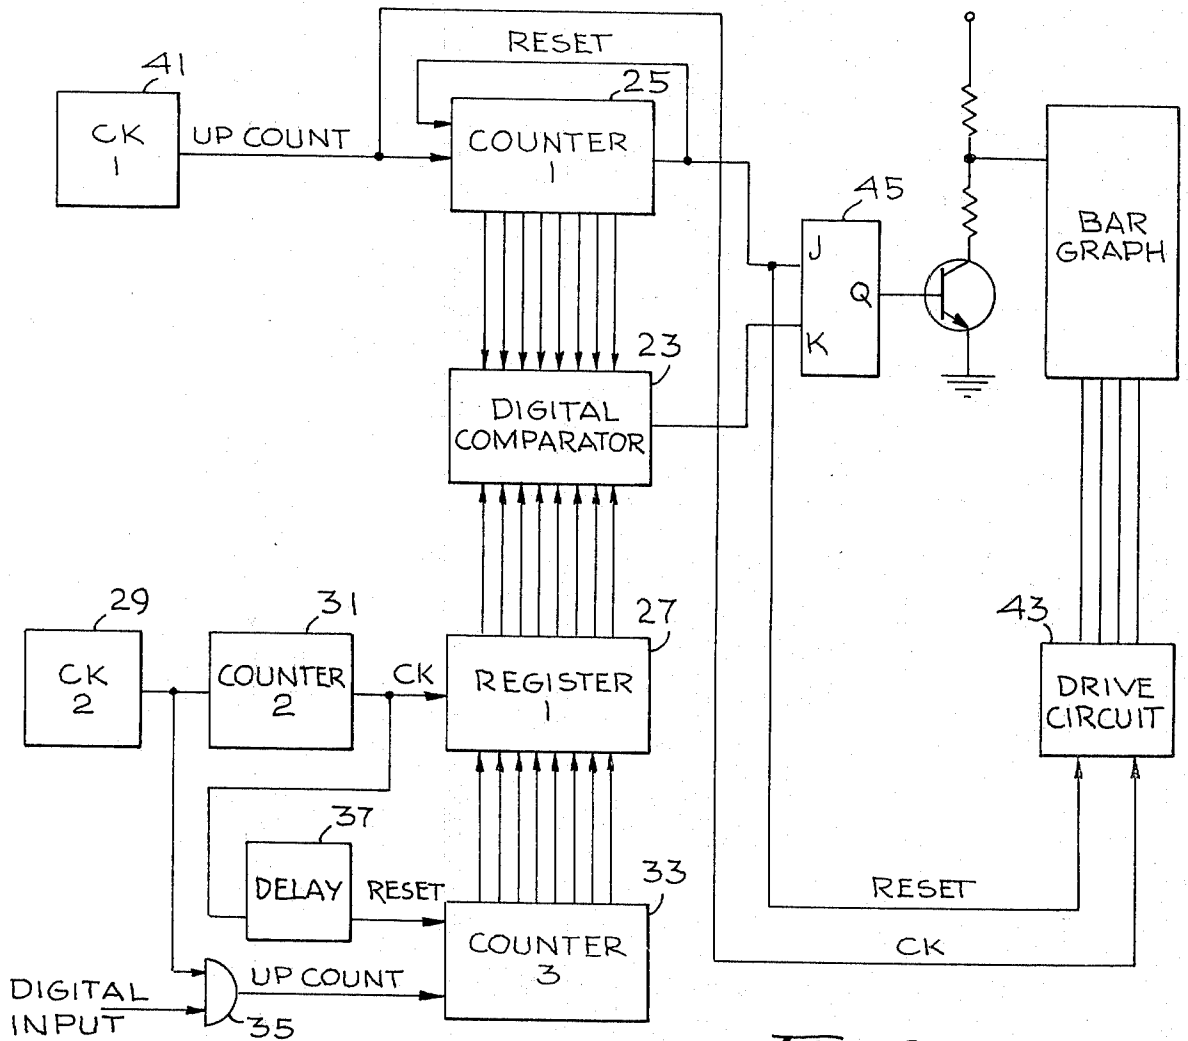 RESET
41
25
CK
1
UP COUNT
COUNTER
1
45
BAR
GRAPH
J
Q
K
23
DIGITAL
COMPARATOR
29
31
27
43
CK
2
COUNTER
2
CK
REGISTER
1
DRIVE
CIRCUIT
37
DELAY
RESET
33
RESET
COUNTER
3
CK
UP COUNT
DIGITAL
INPUT
35